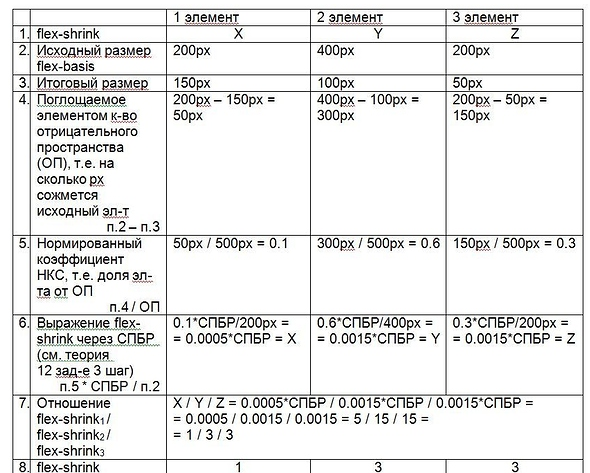 1 элемент 2 элемент 3 элемент
1. flex-shrink X Y Z
2. Исходный размер 200px 400px 200px
flex-basis
3. Итоговый размер 150px 100px 50px
4. Поглощаемое 200px – 150px = 400px – 100px = 200px – 50px =
элементом к-во 50px 300px 150px
отрицательного
пространства
(ОП), т.е. на
сколько px
сожмется
исходный эл-т
п.2 – п.3
5. Нормированный 50px / 500px = 0.1 300px / 500px = 0.6 150px / 500px = 0.3
коэффициент
НКС, т.е. доля эл-
та от ОП
п.4 / ОП
6. Выражение flex- 0.1*СПБР/200px = 0.6*СПБР/400px = 0.3*СПБР/200px =
shrink через СПБР = 0.0005*СПБР = X = 0.0015*СПБР = Y = 0.0015*СПБР = Z
(см. теория
12 зад-е 3 шаг)
п.5 * СПБР / п.2
7. Отношение X / Y / Z = 0.0005*СПБР / 0.0015*СПБР / 0.0015*СПБР =
flex-shrink₁ / = 0.0005 / 0.0015 / 0.0015 = 5 / 15 / 15 =
flex-shrink₂ / = 1 / 3 / 3
flex-shrink₃
8. flex-shrink 1 3 3